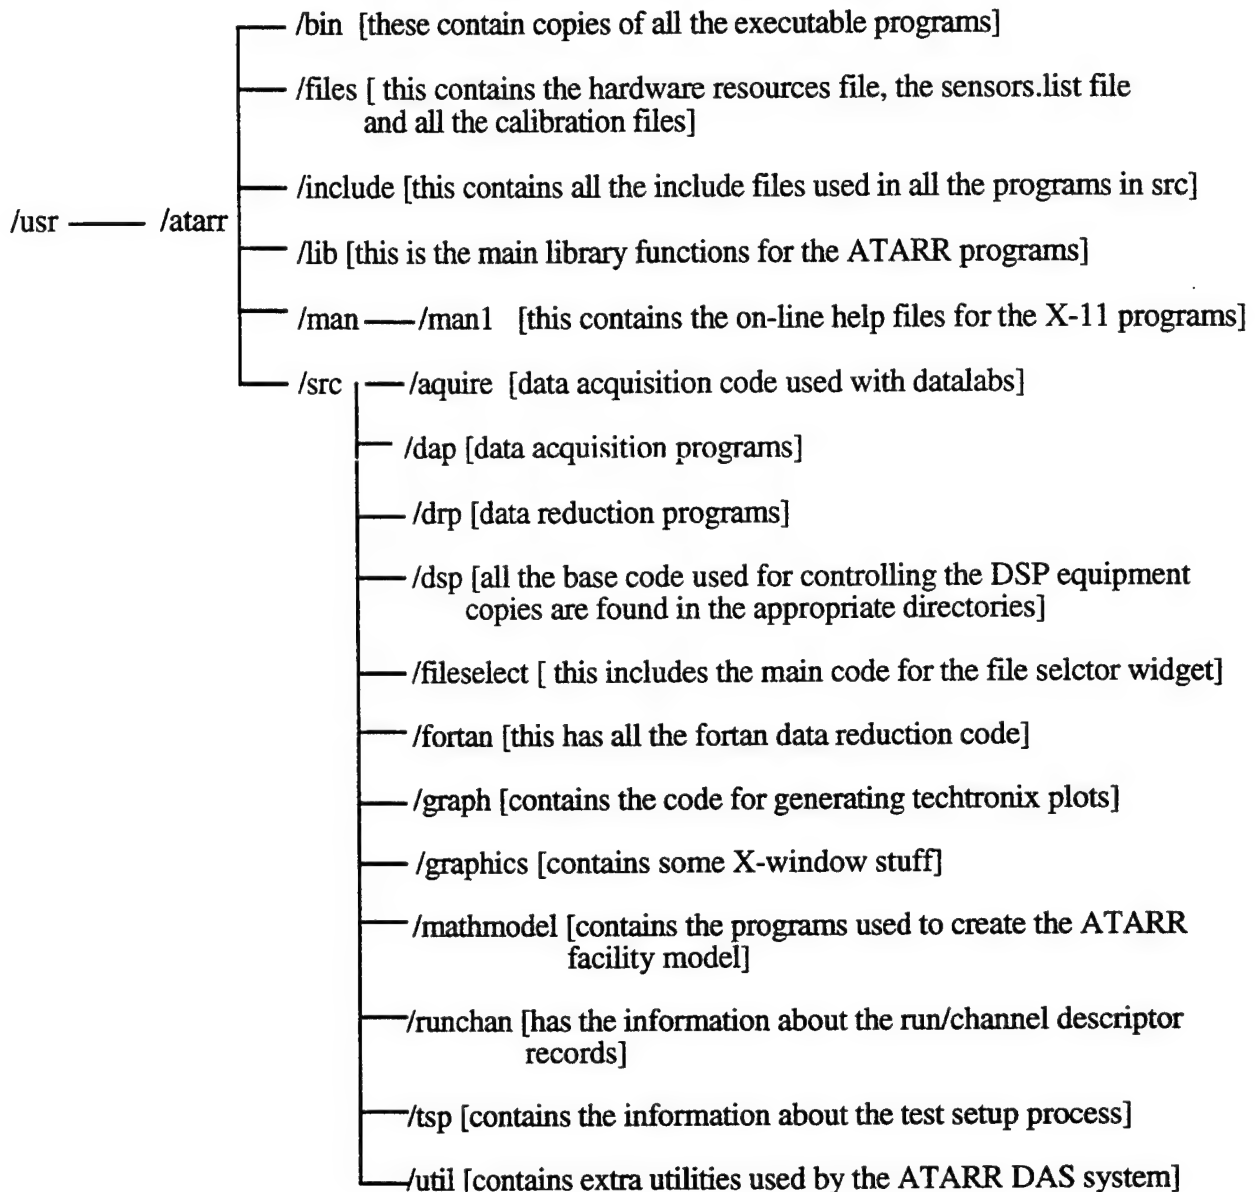 /bin [these contain copies of all the executable programs]
/files [ this contains the hardware resources file, the sensors.list file
and all the calibration files]
/include [this contains all the include files used in all the programs in src]
/usr /atarr
/lib [this is the main library functions for the ATARR programs]
/man /man1 [this contains the on-line help files for the X-11 programs]
/src /aquire [data acquisition code used with datalabs]
/dap [data acquisition programs]
/drp [data reduction programs]
/dsp [all the base code used for controlling the DSP equipment
copies are found in the appropriate directories]
/fileselect [ this includes the main code for the file selctor widget]
/fortan [this has all the fortan data reduction code]
/graph [contains the code for generating techtronix plots]
/graphics [contains some X-window stuff]
/mathmodel [contains the programs used to create the ATARR
facility model]
/runchan [has the information about the run/channel descriptor
records]
/tsp [contains the information about the test setup process]
/util [contains extra utilities used by the ATARR DAS system]